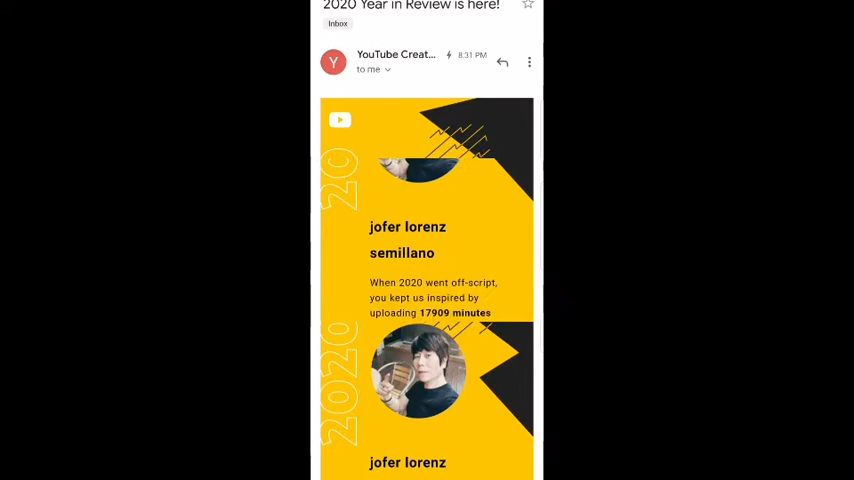 2020 Year in Review is here!
Inbox
Y
YouTube Creat...
8:31 PM
to me
20
jofer lorenz
semillano
When 2020 went off-script,
you kept us inspired by
uploading 17909 minutes
2020
jofer lorenz